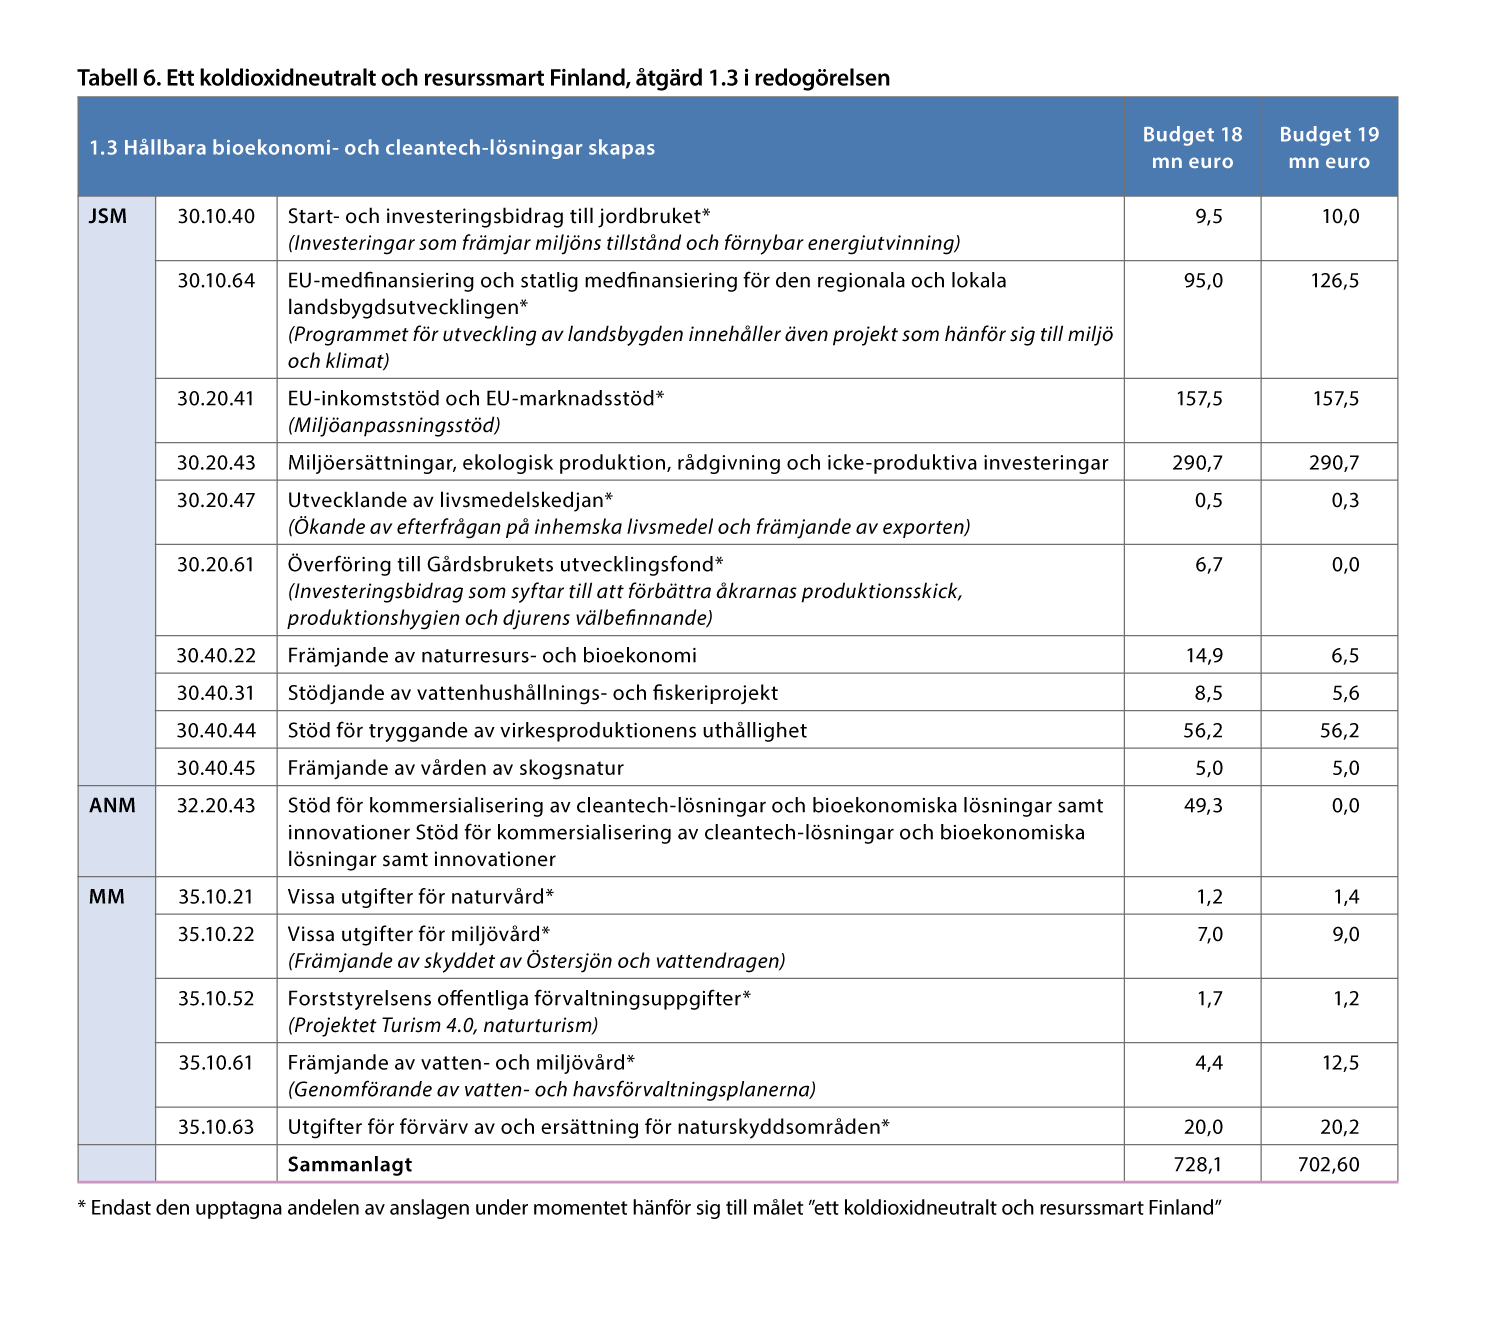 Tabell 6. Ett koldioxidneutralt och resurssmart Finland, åtgärd 1.3 i redogörelsen
1.3 Hållbara bioekonomi- och cleantech-lösningar skapas Budget 18 mn euro Budget 19 mn euro
JSM 30.10.40 Start- och investeringsbidrag till jordbruket* 9,5 10,0
(Investeringar som främjar miljöns tillstånd och förnybar energiutvinning)
30.10.64 EU-medfinansiering och statlig medfinansiering för den regionala och lokala 95,0 126,5
landsbygdsutvecklingen*
(Programmet för utveckling av landsbygden innehåller även projekt som hänför sig till miljö
och klimat)
30.20.41 EU-inkomststöd och EU-marknadsstöd* 157,5 157,5
(Miljöanpassningsstöd)
30.20.43 Miljöersättningar, ekologisk produktion, rådgivning och icke-produktiva investeringar 290,7 290,7
30.20.47 Utvecklande av livsmedelskedjan* 0,5 0,3
(Ökande av efterfrågan på inhemska livsmedel och främjande av exporten)
30.20.61 Överföring till Gårdsbrukets utvecklingsfond* 6,7 0,0
(Investeringsbidrag som syftar till att förbättra åkrarnas produktionsskick,
produktionshygien och djurens välbefinnande)
30.40.22 Främjande av naturresurs- och bioekonomi 14,9 6,5
30.40.31 Stödjande av vattenhushållnings- och fiskeriprojekt 8,5 5,6
30.40.44 Stöd för tryggande av virkesproduktionens uthållighet 56,2 56,2
30.40.45 Främjande av vården av skogsnatur 5,0 5,0
ANM 32.20.43 Stöd för kommersialisering av cleantech-lösningar och bioekonomiska lösningar samt 49,3 0,0
innovationer Stöd för kommersialisering av cleantech-lösningar och bioekonomiska
lösningar samt innovationer
MM 35.10.21 Vissa utgifter för naturvård* 1,2 1,4
35.10.22 Vissa utgifter för miljövård* 7,0 9,0
(Främjande av skyddet av Östersjön och vattendragen)
35.10.52 Forststyrelsens offentliga förvaltningsuppgifter* 1,7 1,2
(Projektet Turism 4.0, naturturism)
35.10.61 Främjande av vatten- och miljövård* 4,4 12,5
(Genomförande av vatten- och havsförvaltningsplanerna)
35.10.63 Utgifter för förvärv av och ersättning för naturskyddsområden* 20,0 20,2
Sammanlagt 728,1 702,60
* Endast den upptagna andelen av anslagen under momentet hänför sig till målet ”ett koldioxidneutralt och resurssmart Finland”